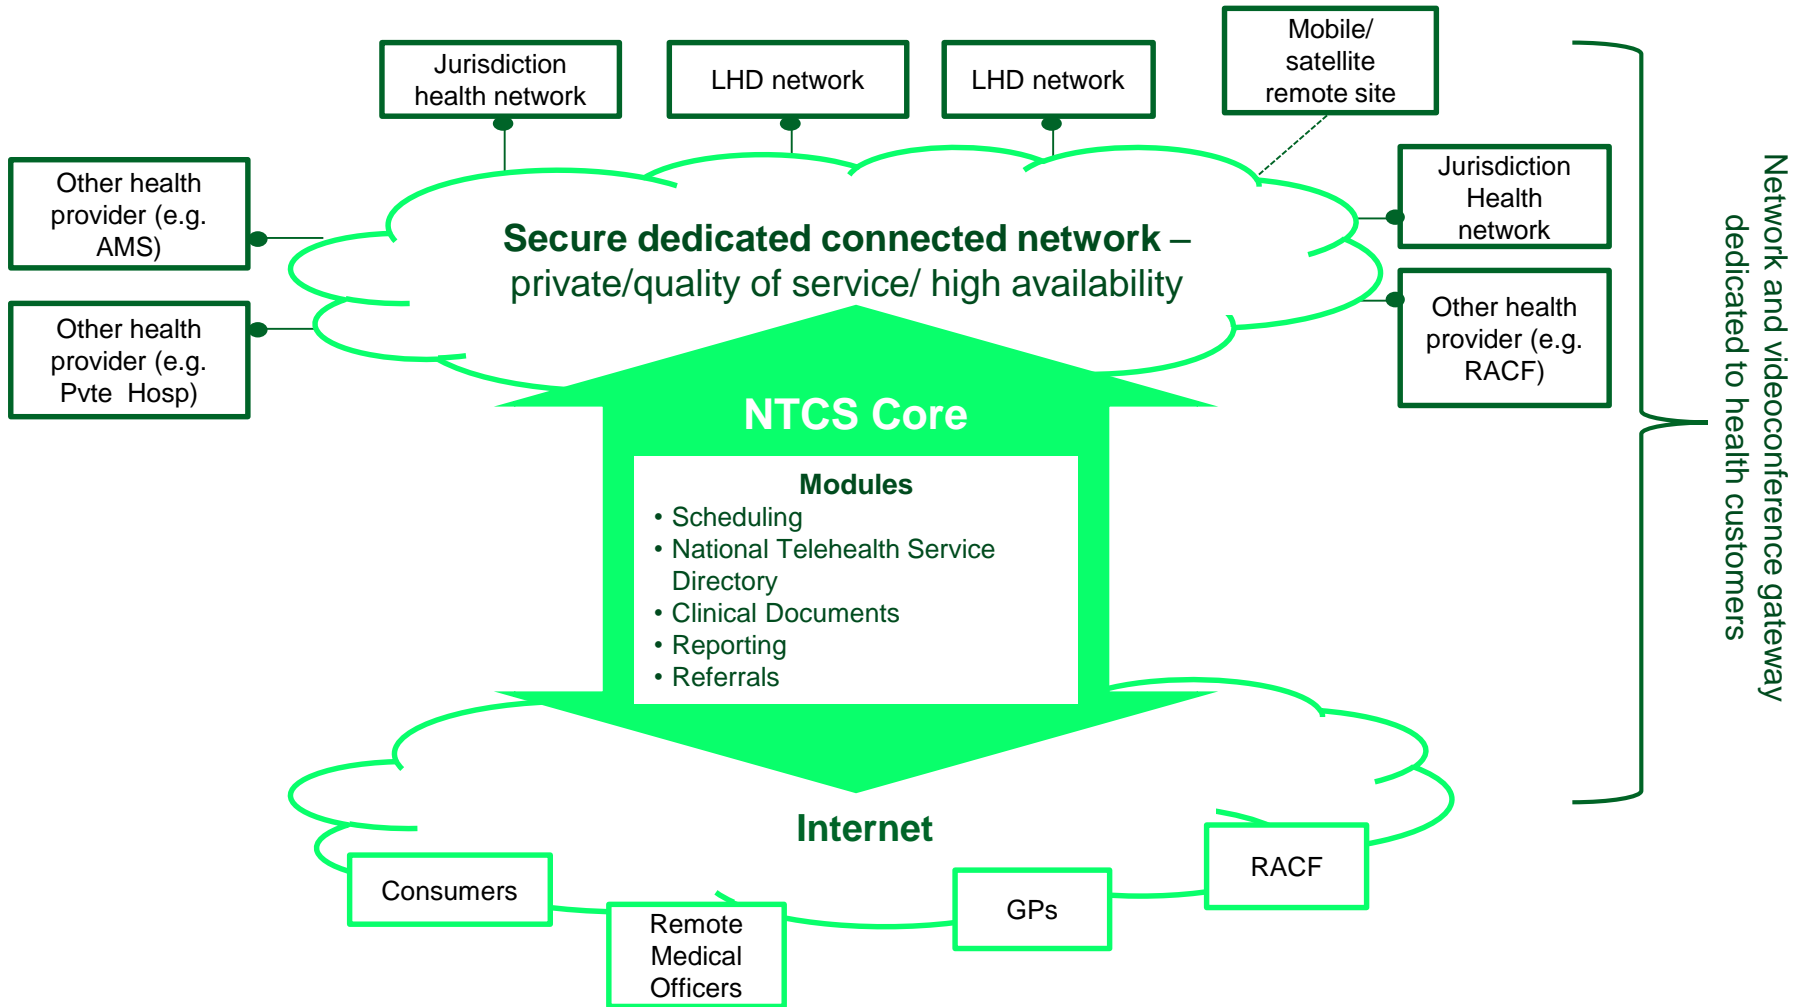 Jurisdiction
health network
LHD network
LHD network
Mobile/
satellite
remote site
Other health
provider (e.g.
AMS)
Jurisdiction
Health
network
Other health
provider (e.g.
Pvte  Hosp)
Other health
provider (e.g.
RACF)
Secure dedicated connected network –
private/quality of service/ high availability
NTCS Core
Modules
• Scheduling
• National Telehealth Service
Directory
• Clinical Documents
• Reporting
• Referrals
Internet
Consumers
Remote
Medical
Officers
GPs
RACF
Network and videoconference gateway
dedicated to health customers